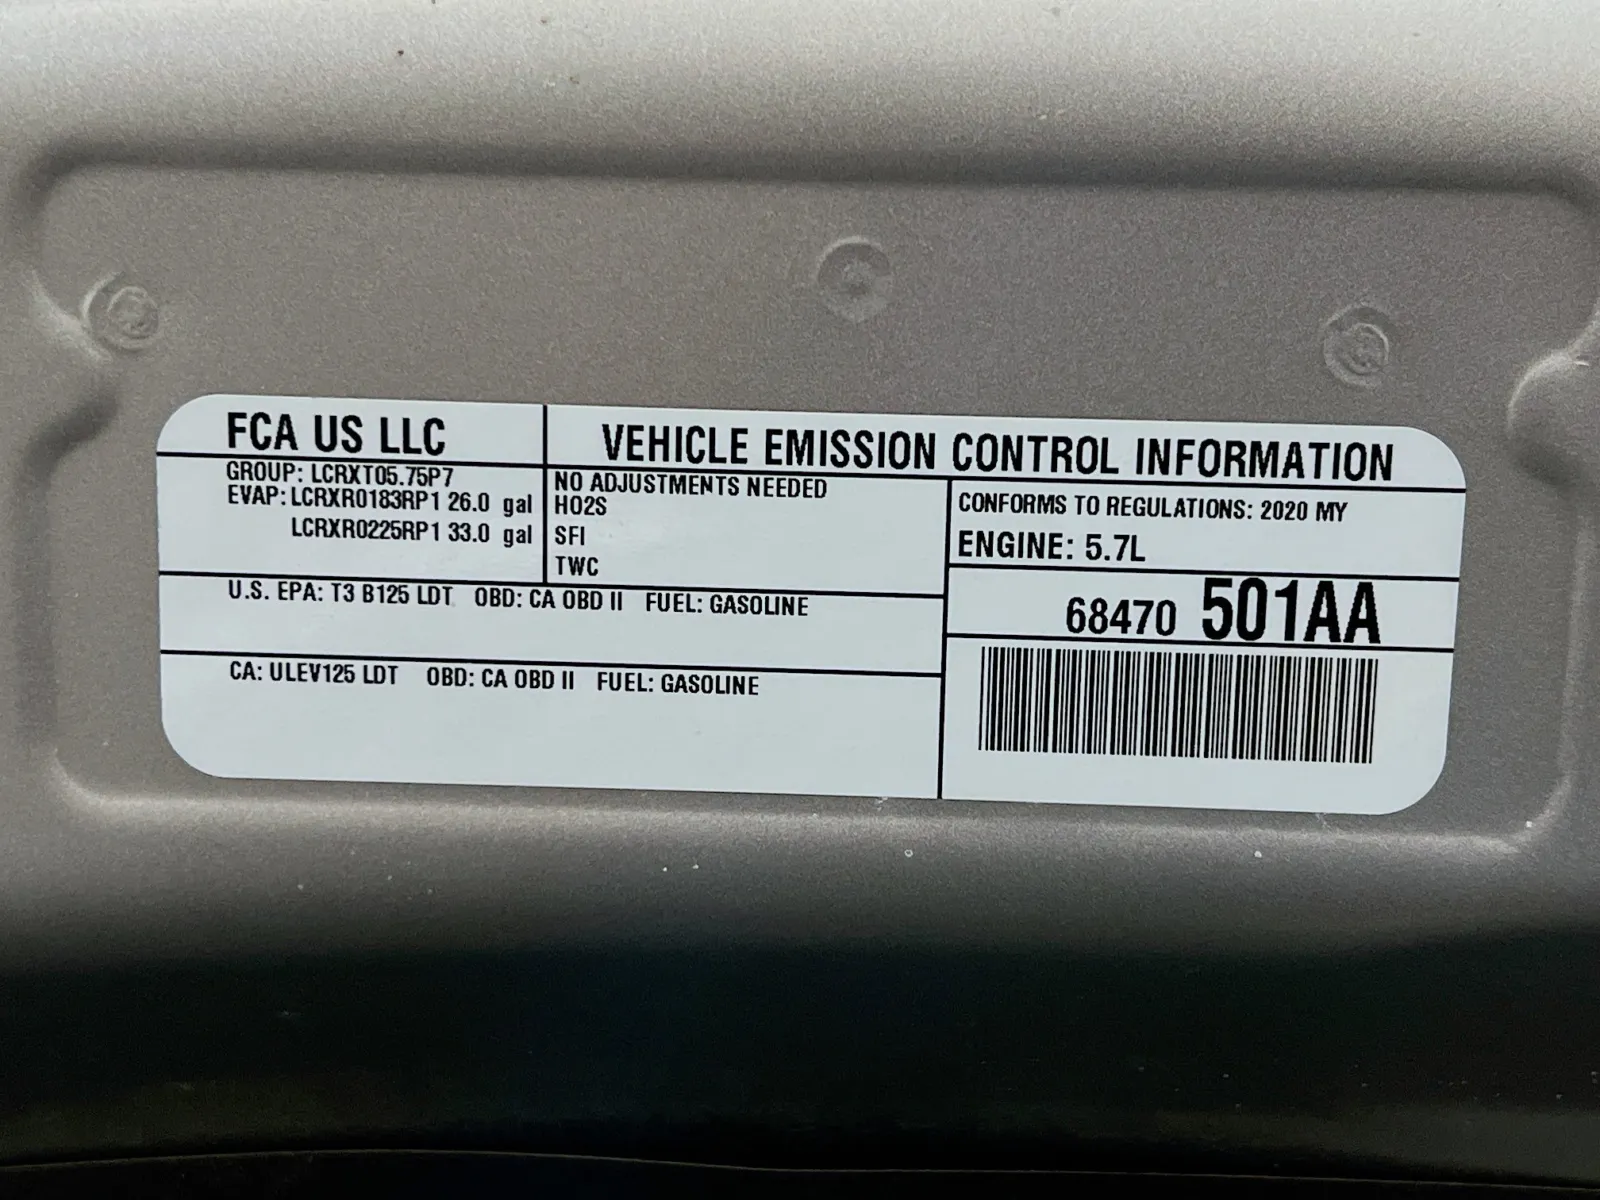 FCA US LLC
VEHICLE EMISSION CONTROL INFORMATION
GROUP: LCRXT05.75P7
EVAP: LCRXR0183RP1 26.0 gal
LCRXR0225RP1 33.0 gal
NO ADJUSTMENTS NEEDED
HO2S
SFI
TWC
CONFORMS TO REGULATIONS: 2020 MY
ENGINE: 5.7L
U.S. EPA: T3 B125 LDT OBD: CA OBD II FUEL: GASOLINE
68470 501AA
CA: ULEV125 LDT OBD: CA OBD II FUEL: GASOLINE